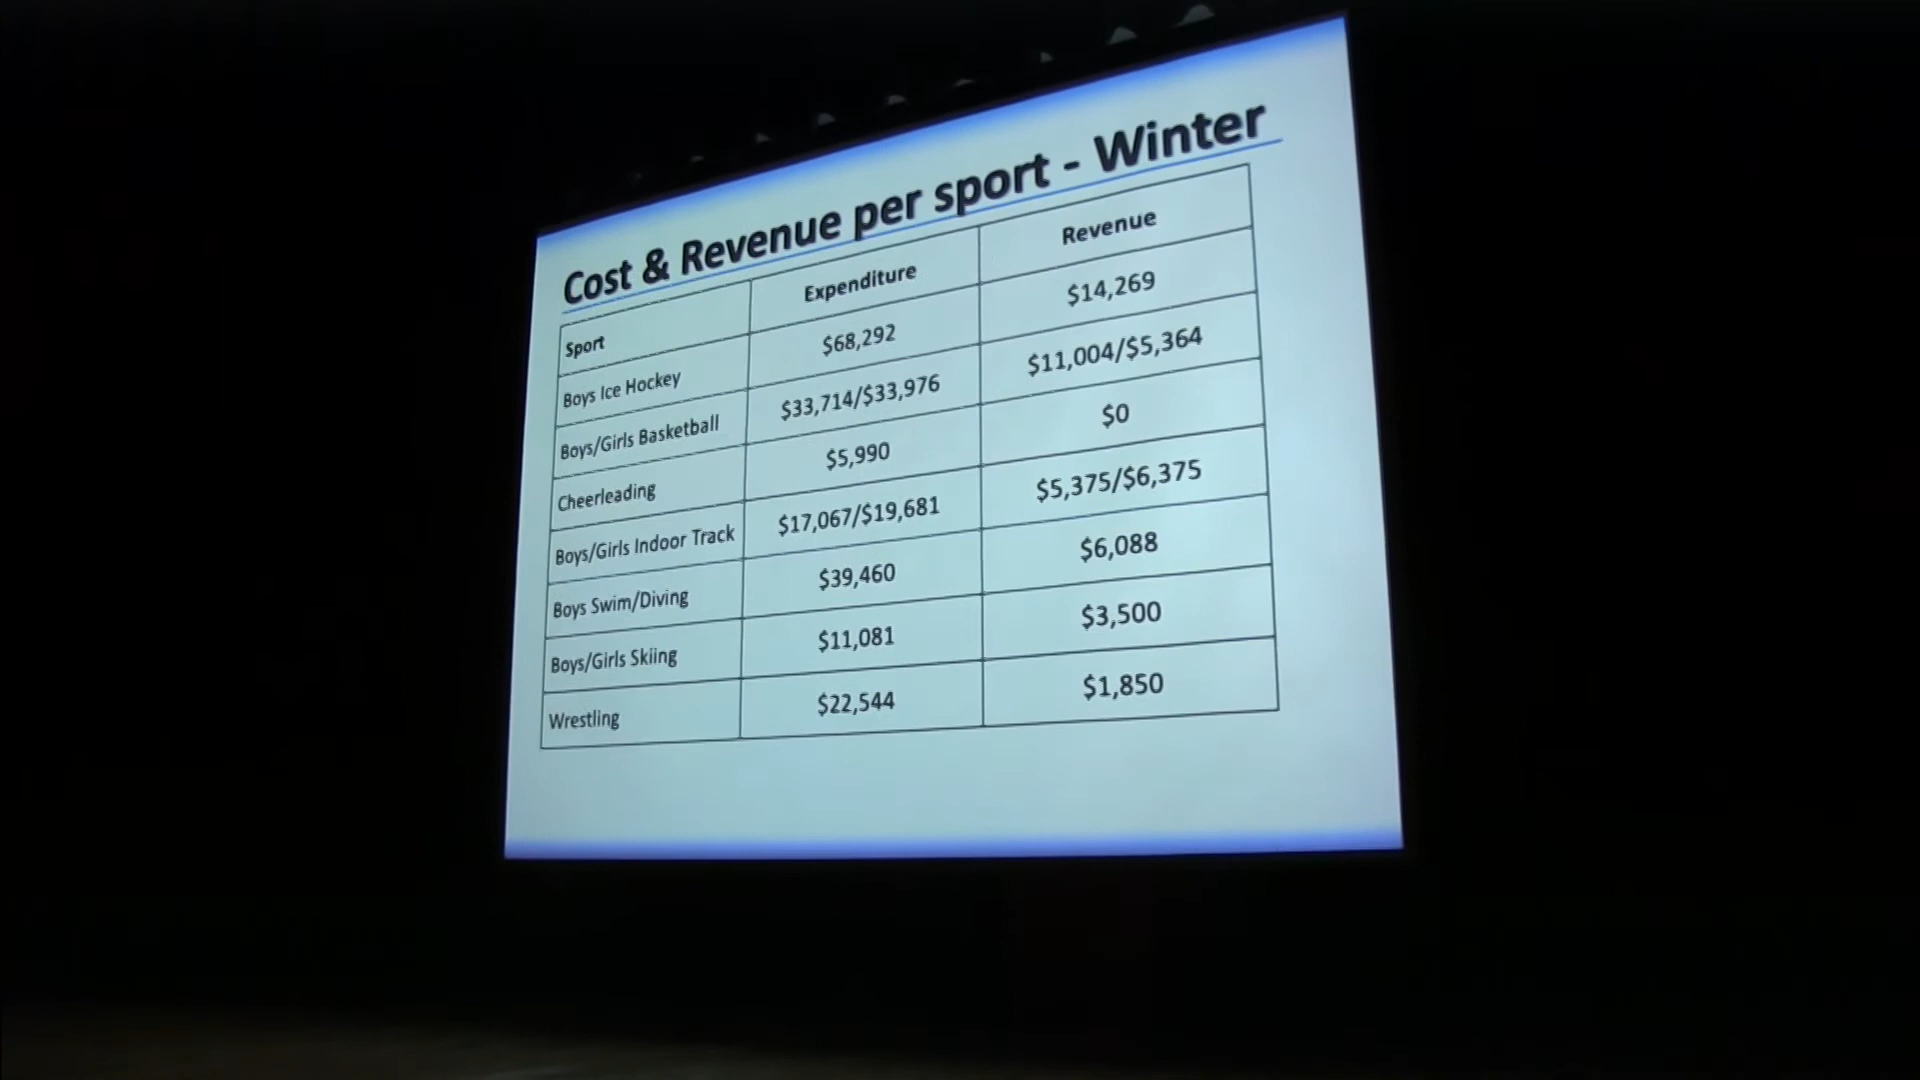 Cost & Revenue per sport - Winter
Sport Expenditure Revenue
Boys Ice Hockey $68,292 $14,269
Boys/Girls Basketball $33,714/$33,976 $11,004/$5,364
Cheerleading $5,990 $0
Boys/Girls Indoor Track $17,067/$19,681 $5,375/$6,375
Boys Swim/Diving $39,460 $6,088
Boys/Girls Skiing $11,081 $3,500
Wrestling $22,544 $1,850